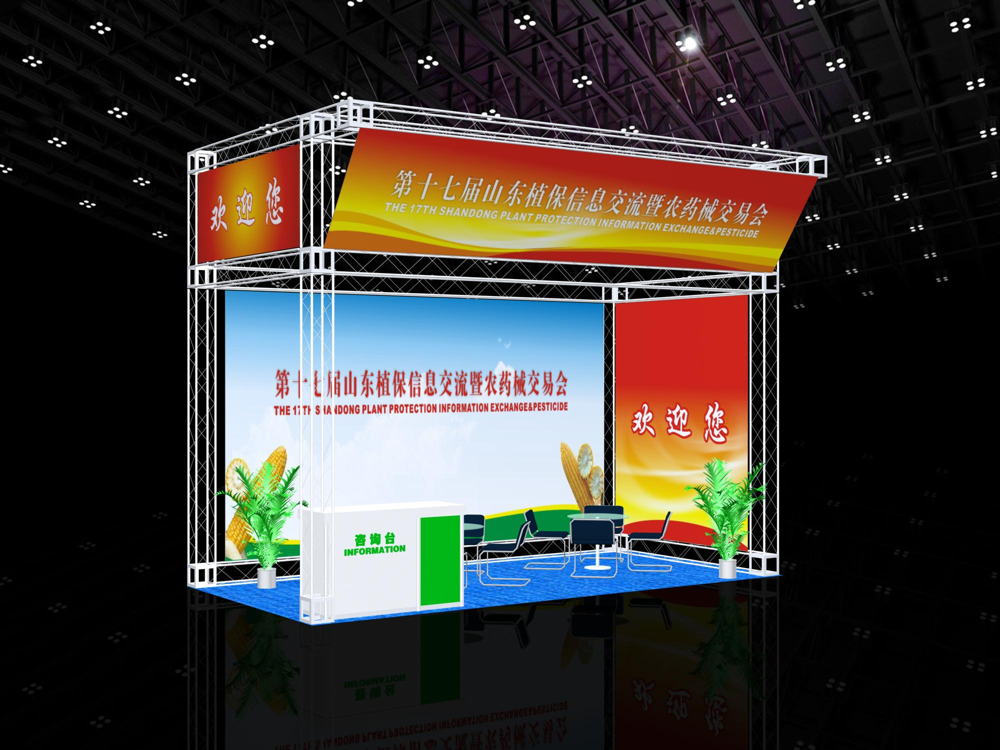 欢迎您
第十七届山东植保信息交流暨农药械交易会
THE 17TH SHANDONG PLANT PROTECTION INFORMATION EXCHANGE&PESTICIDE
第十七届山东植保信息交流暨农药械交易会
THE 17TH SHANDONG PLANT PROTECTION INFORMATION EXCHANGE&PESTICIDE
欢迎您
咨询台
INFORMATION